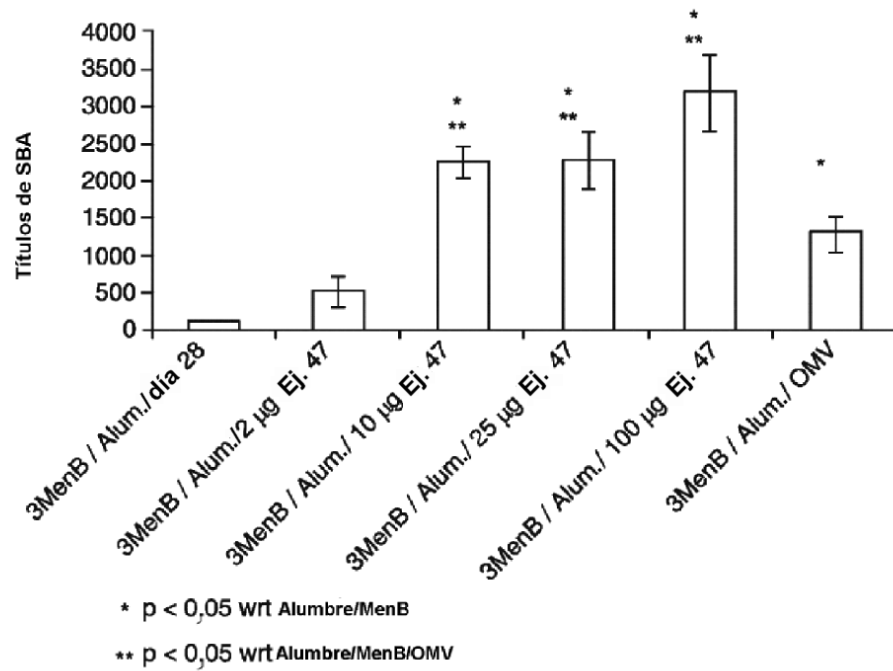 4000
3500
3000
2500
2000
1500
1000
500
0
Títulos de SBA
*
**
*
**
*
**
*
3MenB / Alum./día 28
3MenB / Alum./2 µg Ej. 47
3MenB / Alum./ 10 µg Ej. 47
3MenB / Alum./ 25 µg Ej. 47
3MenB / Alum./ 100 µg Ej. 47
3MenB / Alum./ OMV
* p < 0,05 wrt Alumbre/MenB
** p < 0,05 wrt Alumbre/MenB/OMV